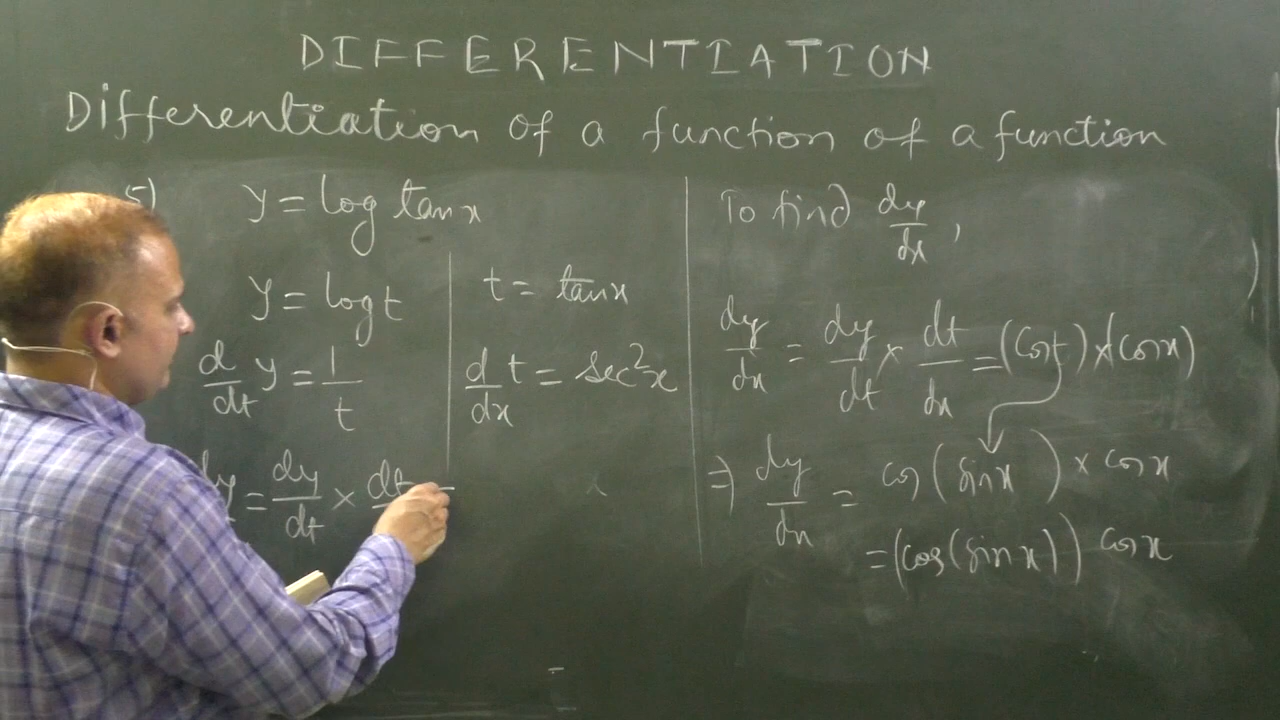 DIFFERENTIATION
Differentiation of a function of a function
5) y = log tan x
y = log t
t = tan x
d/dt y = 1/t
d/dx t = sec²x
dy = dy/dt × dt
To find dy/dx,
dy/dx = dy/dt × dt/dx = (cos t) × (cos x)
⇒ dy/dx = cos (sin x) × cos x
= (cos(sin x)) cos x